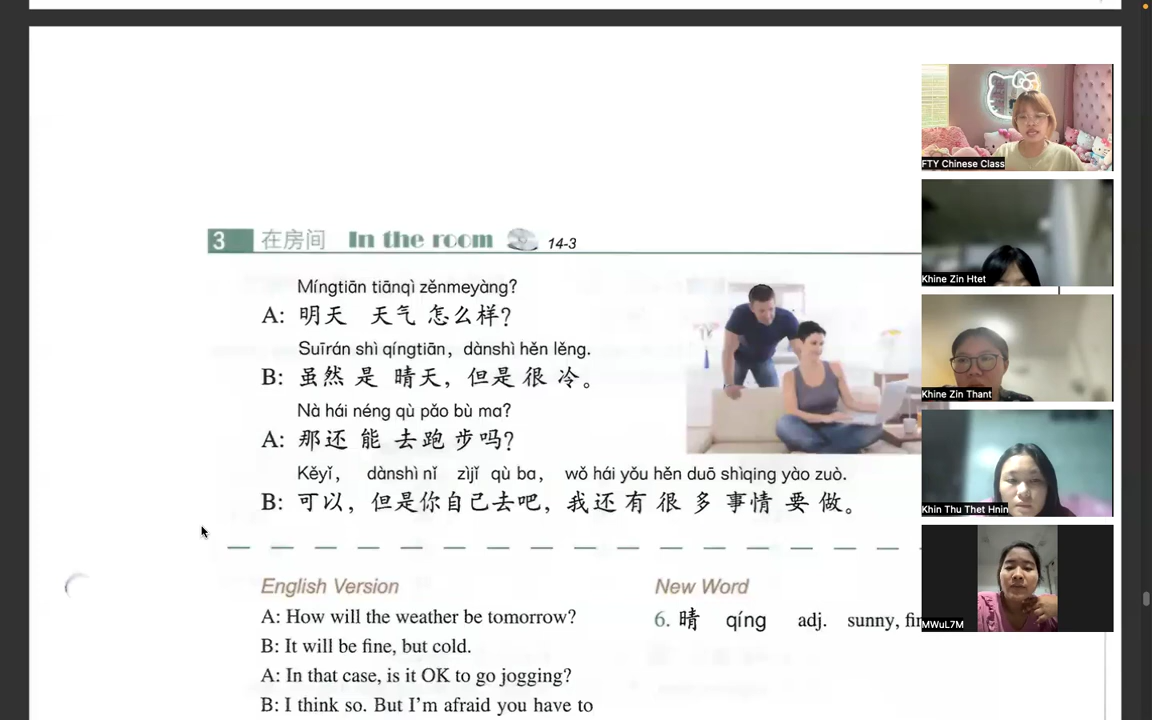 3 在房间 In the room 14-3
Míngtiān tiānqì zěnmeyàng?
A: 明天 天气 怎么样?
Suīrán shì qíngtiān, dànshì hěn lěng.
B: 虽然 是 晴天, 但是 很 冷。
Nà hái néng qù pǎo bù ma?
A: 那还 能 去 跑 步 吗?
Kěyǐ, dànshì nǐ zìjǐ qù ba, wǒ hái yǒu hěn duō shìqing yào zuò.
B: 可以, 但是你 自己 去 吧, 我 还 有 很 多 事情 要 做。
English Version
A: How will the weather be tomorrow?
B: It will be fine, but cold.
A: In that case, is it OK to go jogging?
B: I think so. But I'm afraid you have to
New Word
6. 晴 qíng adj. sunny,
FTY Chinese Class
Khine Zin Htet
Khine Zin Thant
Khin Thu Thet Hnin
MWuL7M